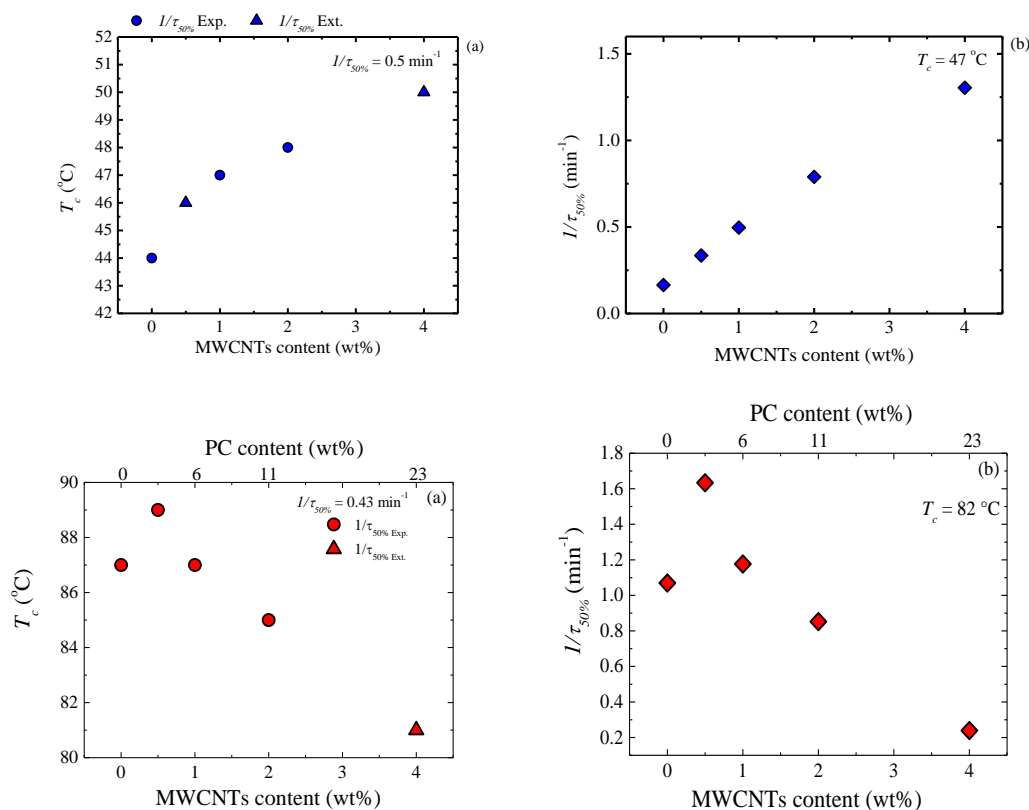 1/τ50% Exp. 1/τ50% Ext.
(a)
1/τ50% = 0.5 min-1
52
51
50
49
48
47
46
45
44
43
42
Tc (oC)
0 1 2 3 4
MWCNTs content (wt%)
(b)
Tc = 47 oC
1.5
1.0
0.5
0.0
1/τ50% (min-1)
0 1 2 3 4
MWCNTs content (wt%)
PC content (wt%)
0 6 11 23
(a)
1/τ50% = 0.43 min-1
1/τ50% Exp.
1/τ50% Ext.
90
88
86
84
82
80
Tc (oC)
0 1 2 3 4
MWCNTs content (wt%)
PC content (wt%)
0 6 11 23
(b)
Tc = 82 °C
1.8
1.6
1.4
1.2
1.0
0.8
0.6
0.4
0.2
1/τ50% (min-1)
0 1 2 3 4
MWCNTs content (wt%)